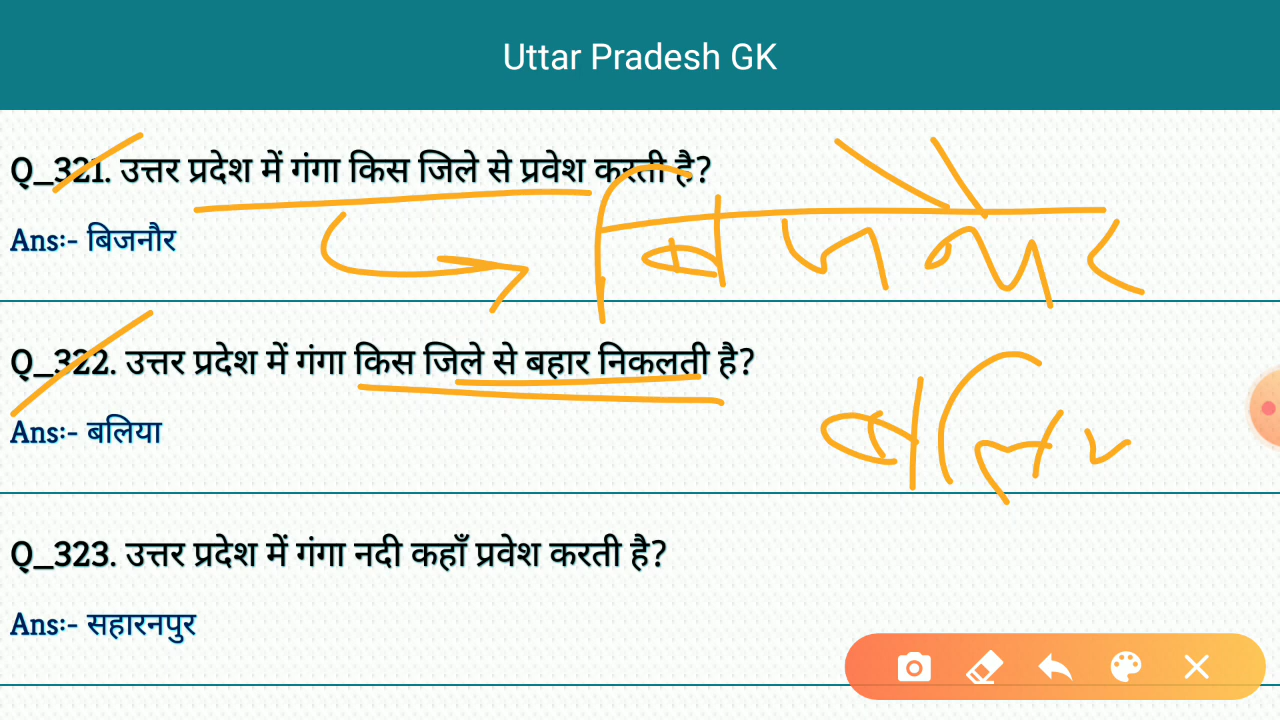 Uttar Pradesh GK
Q_321. उत्तर प्रदेश में गंगा किस जिले से प्रवेश करती है?
Ans:- बिजनौर
बिजनौर
Q_322. उत्तर प्रदेश में गंगा किस जिले से बहार निकलती है?
Ans:- बलिया
Q_323. उत्तर प्रदेश में गंगा नदी कहाँ प्रवेश करती है?
Ans:- सहारनपुर